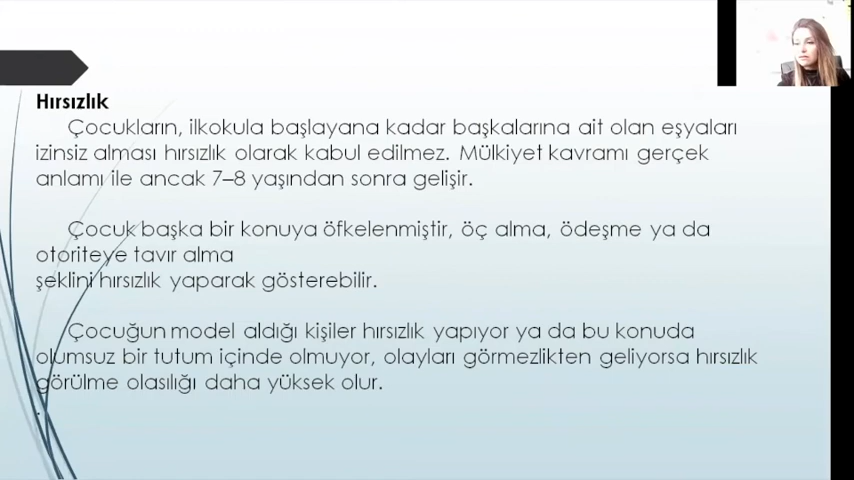 Hırsızlık
Çocukların, ilkokula başlayana kadar başkalarına ait olan eşyaları
izinsiz alması hırsızlık olarak kabul edilmez. Mülkiyet kavramı gerçek
anlamı ile ancak 7–8 yaşından sonra gelişir.
Çocuk başka bir konuya öfkelenmiştir, öç alma, ödeşme ya da
otoriteye tavır alma
şeklini hırsızlık yaparak gösterebilir.
Çocuğun model aldığı kişiler hırsızlık yapıyor ya da bu konuda
olumsuz bir tutum içinde olmuyor, olayları görmezlikten geliyorsa hırsızlık
görülme olasılığı daha yüksek olur.
.